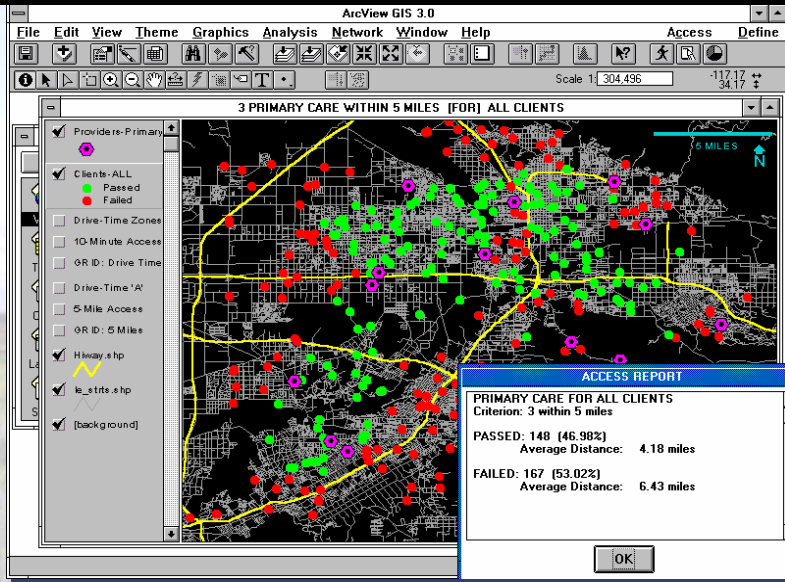 ArcView GIS 3.0
File Edit View Theme Graphics Analysis Network Window Help Access Define
Scale 1: 304,496
-117.17
34.17
3 PRIMARY CARE WITHIN 5 MILES [FOR] ALL CLIENTS
Providers-Primary
Clients-ALL
Passed
Failed
Drive-Time Zones
10-Minute Access
GRID: Drive Time
Drive-Time 'A'
5-Mile Access
GRID: 5 Miles
Hiway.shp
le_strts.shp
[background]
5 MILES
N
ACCESS REPORT
PRIMARY CARE FOR ALL CLIENTS
Criterion: 3 within 5 miles
PASSED: 148 (46.98%)
Average Distance: 4.18 miles
FAILED: 167 (53.02%)
Average Distance: 6.43 miles
OK